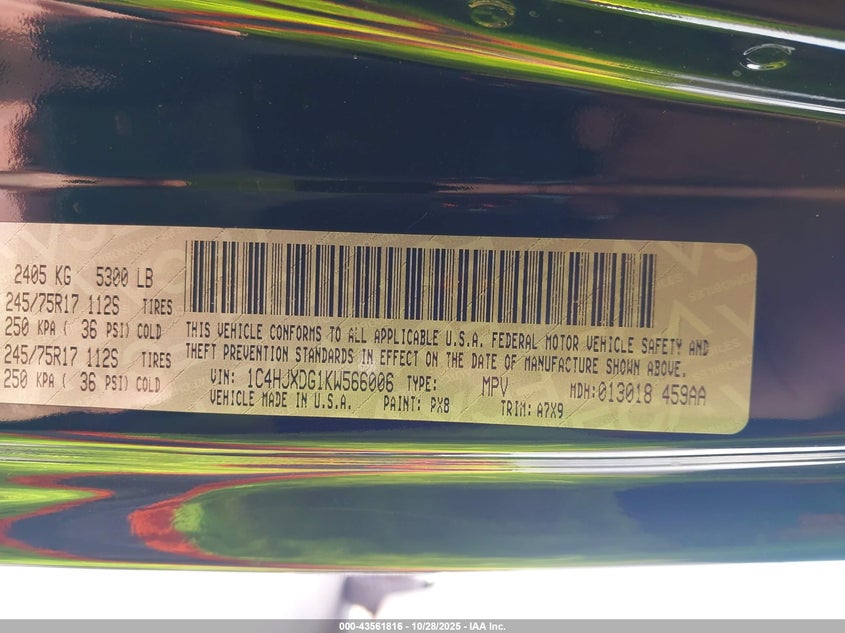 2405 KG 5300 LB
245/75R17 112S TIRES
250 KPA ( 36 PSI) COLD
245/75R17 112S TIRES
250 KPA ( 36 PSI) COLD
THIS VEHICLE CONFORMS TO ALL APPLICABLE U.S.A. FEDERAL MOTOR VEHICLE SAFETY AND
THEFT PREVENTION STANDARDS IN EFFECT ON THE DATE OF MANUFACTURE SHOWN ABOVE.
VIN: 1C4HJXDG1KW566006 TYPE: MPV MDH:013018 459AA
VEHICLE MADE IN U.S.A. PAINT: PX8 TRIM: A7X9
000-43561816 - 10/28/2025 - IAA Inc.